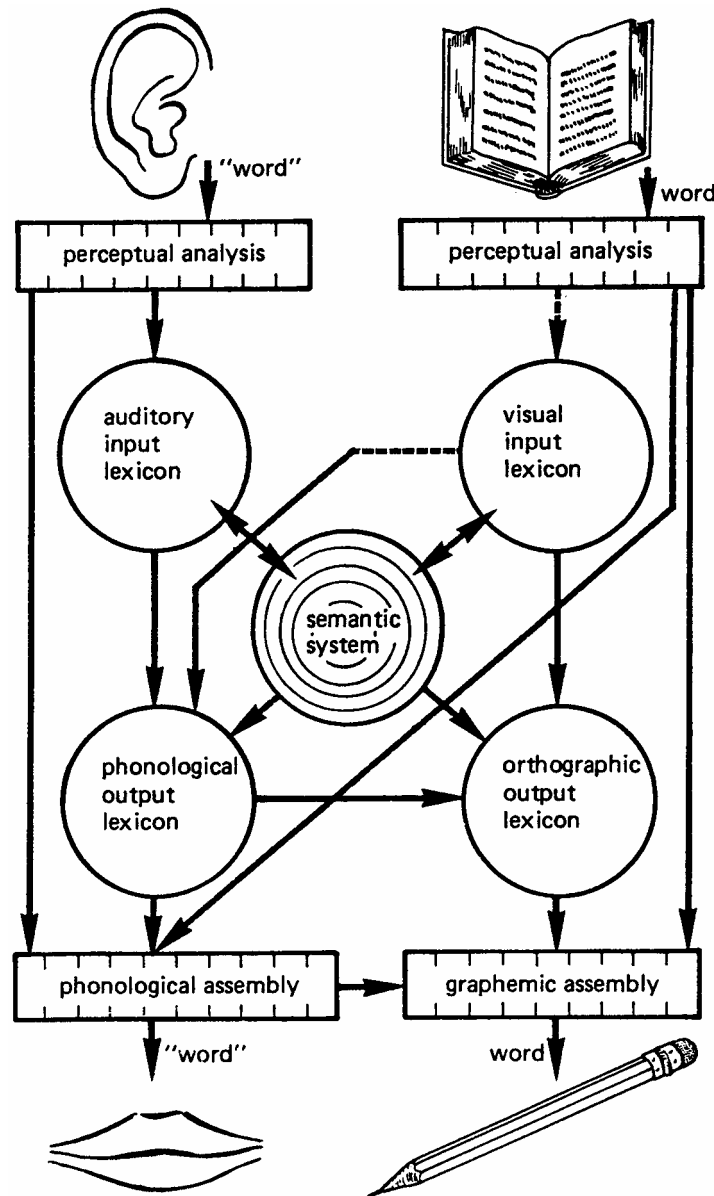 "word"
word
perceptual analysis
perceptual analysis
auditory
input
lexicon
visual
input
lexicon
semantic
system
phonological
output
lexicon
orthographic
output
lexicon
phonological assembly
graphemic assembly
"word"
word